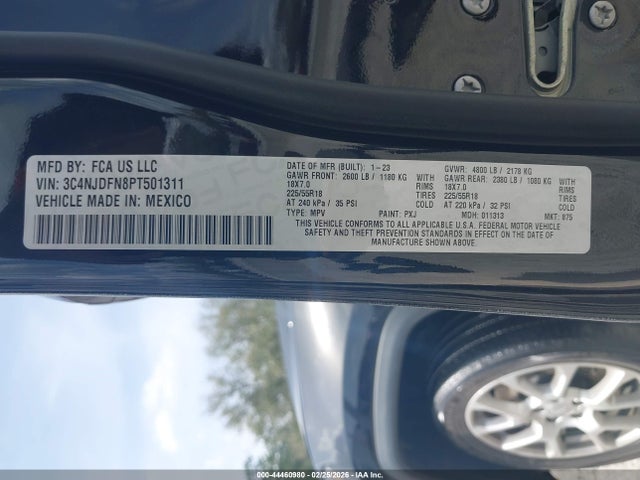 MFD BY: FCA US LLC
VIN: 3C4NJDFN8PT501311
VEHICLE MADE IN: MEXICO
DATE OF MFR (BUILT): 1-23 GVWR: 4800 LB / 2178 KG
GAWR FRONT: 2600 LB / 1180 KG WITH GAWR REAR: 2380 LB / 1080 KG WITH
18X7.0 RIMS 18X7.0 RIMS
225/55R18 TIRES 225/55R18 TIRES
AT 240 kPa / 35 PSI COLD AT 220 kPa / 32 PSI COLD
TYPE: MPV PAINT: PXJ MDH: 011313 MKT: 875
THIS VEHICLE CONFORMS TO ALL APPLICABLE U.S.A. FEDERAL MOTOR VEHICLE
SAFETY AND THEFT PREVENTION STANDARDS IN EFFECT ON THE DATE OF
MANUFACTURE SHOWN ABOVE.
000-44460980 - 02/25/2026 - IAA Inc.